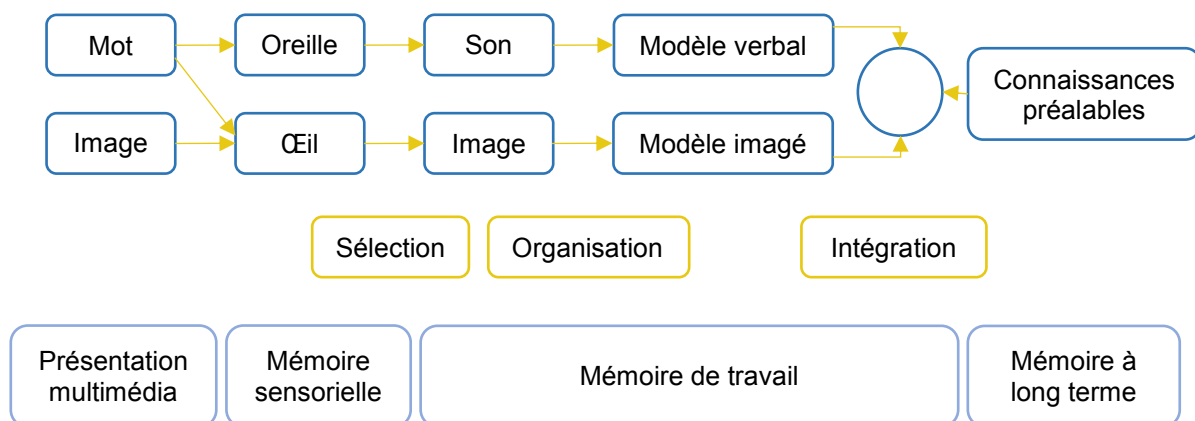 Mot
Oreille
Son
Modèle verbal
Connaissances
préalables
Image
Œil
Image
Modèle imagé
Sélection
Organisation
Intégration
Présentation
multimédia
Mémoire
sensorielle
Mémoire de travail
Mémoire à
long terme